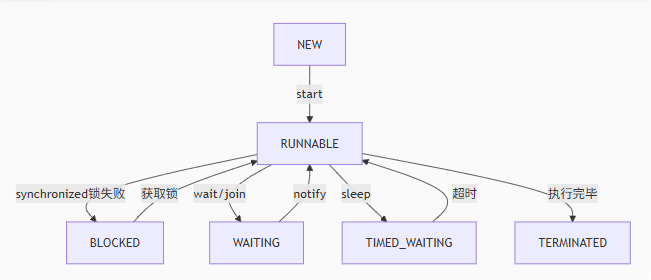 NEW
start
RUNNABLE
synchronized锁失败
获取锁
wait/join
notify
sleep
超时
执行完毕
BLOCKED
WAITING
TIMED_WAITING
TERMINATED